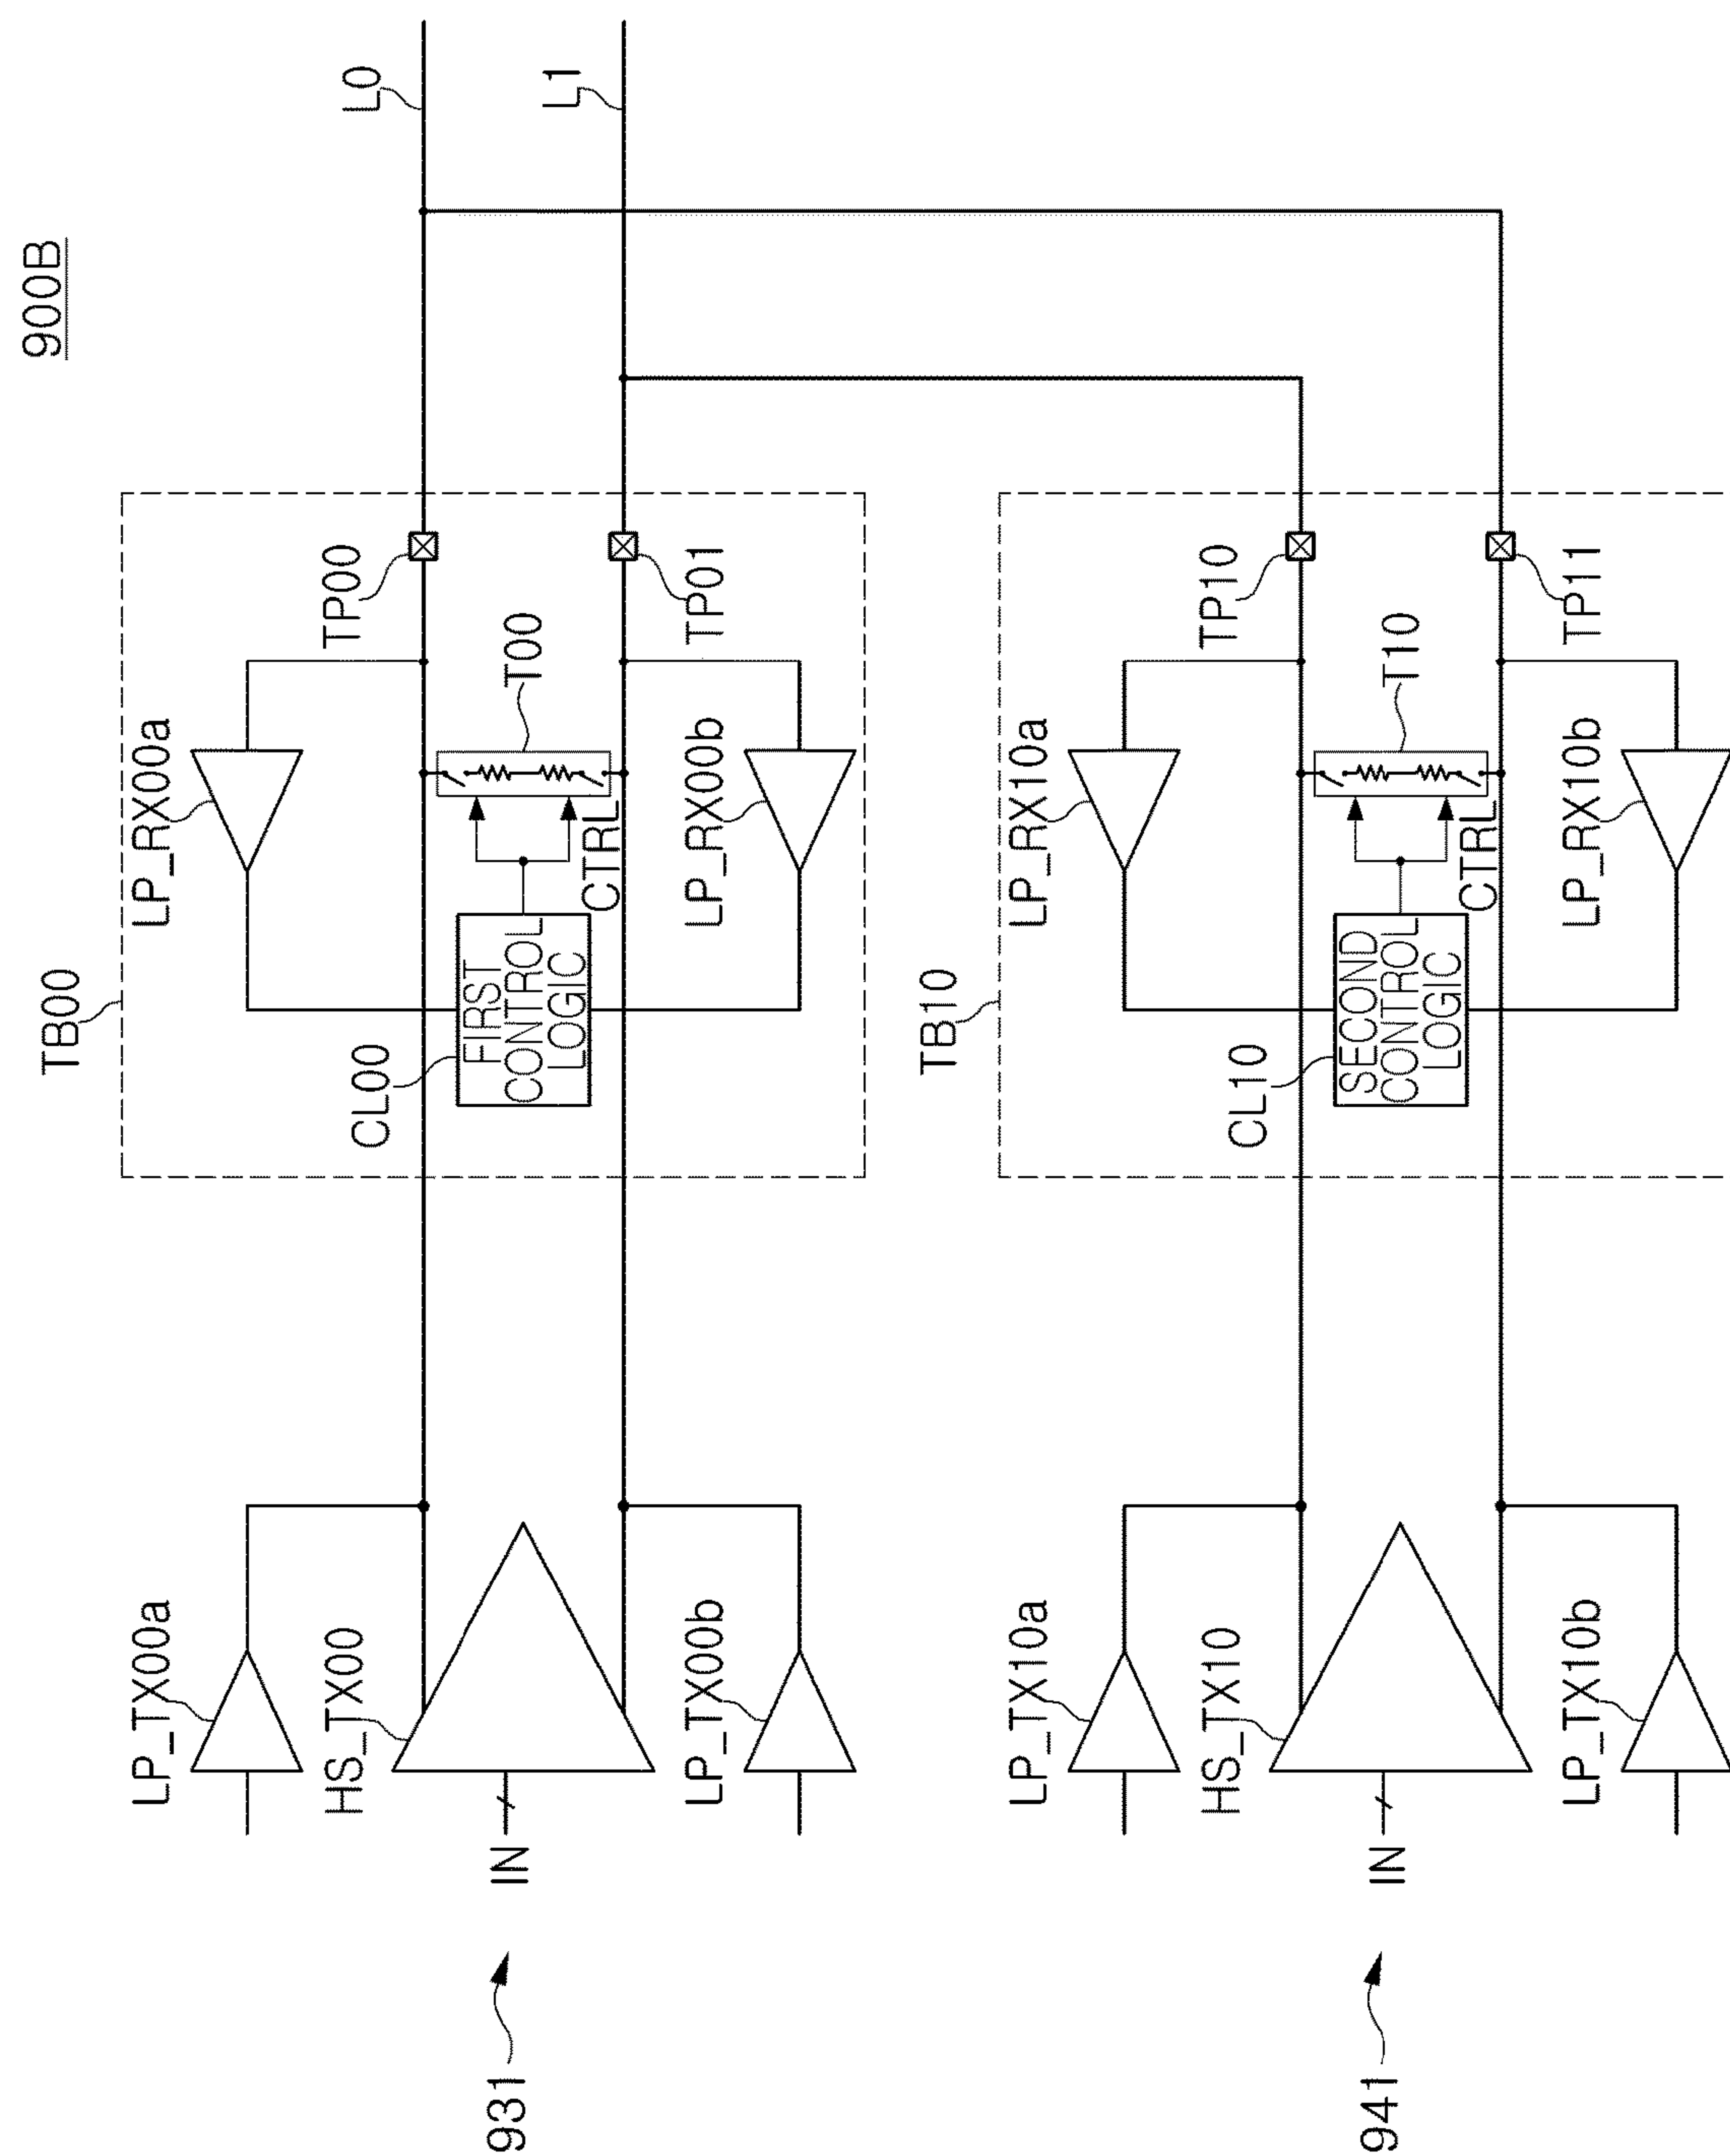 900B
L0
L1
TB00
LP_RX00a
TP00
T00
CL00
FIRST
CONTROL
LOGIC
CTRL
TP01
LP_RX00b
LP_TX00a
HS_TX00
IN
LP_TX00b
931
TB10
LP_RX10a
TP10
T10
CL10
SECOND
CONTROL
LOGIC
CTRL
TP11
LP_RX10b
LP_TX10a
HS_TX10
IN
LP_TX10b
941